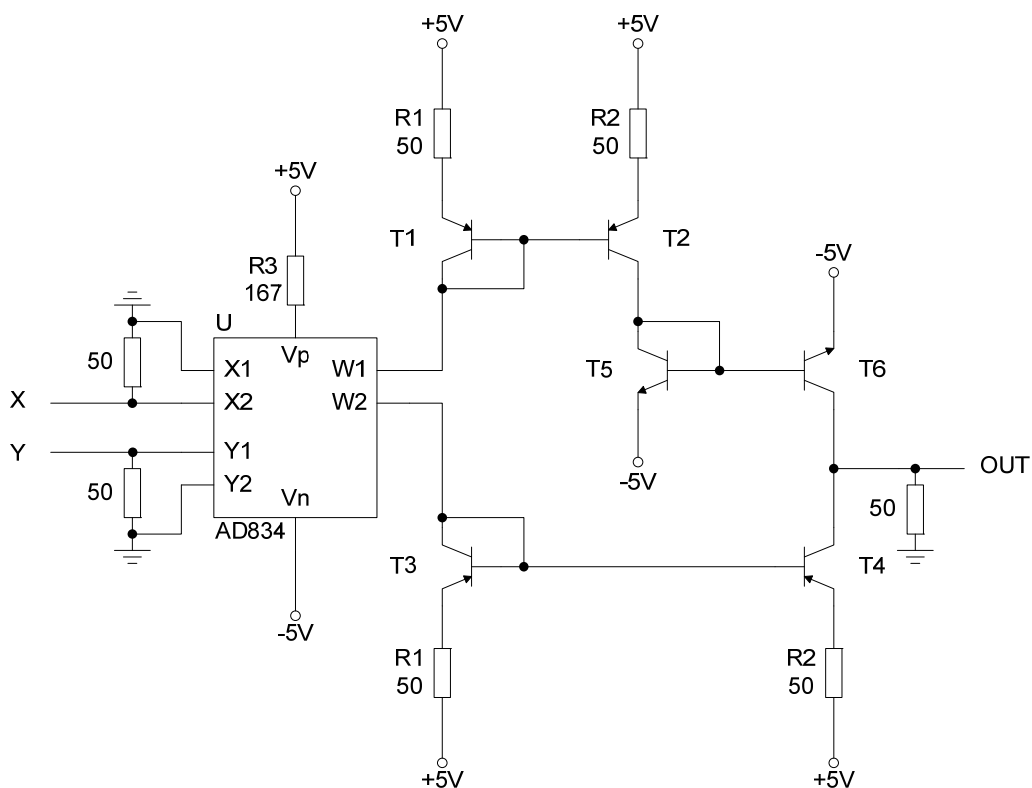 +5V
+5V
R1
50
R2
50
+5V
T1
T2
-5V
R3
167
U
Vp
50
X1
W1
T5
T6
X
X2
W2
Y
Y1
-5V
OUT
50
Y2
Vn
50
AD834
T3
T4
-5V
R1
50
R2
50
+5V
+5V